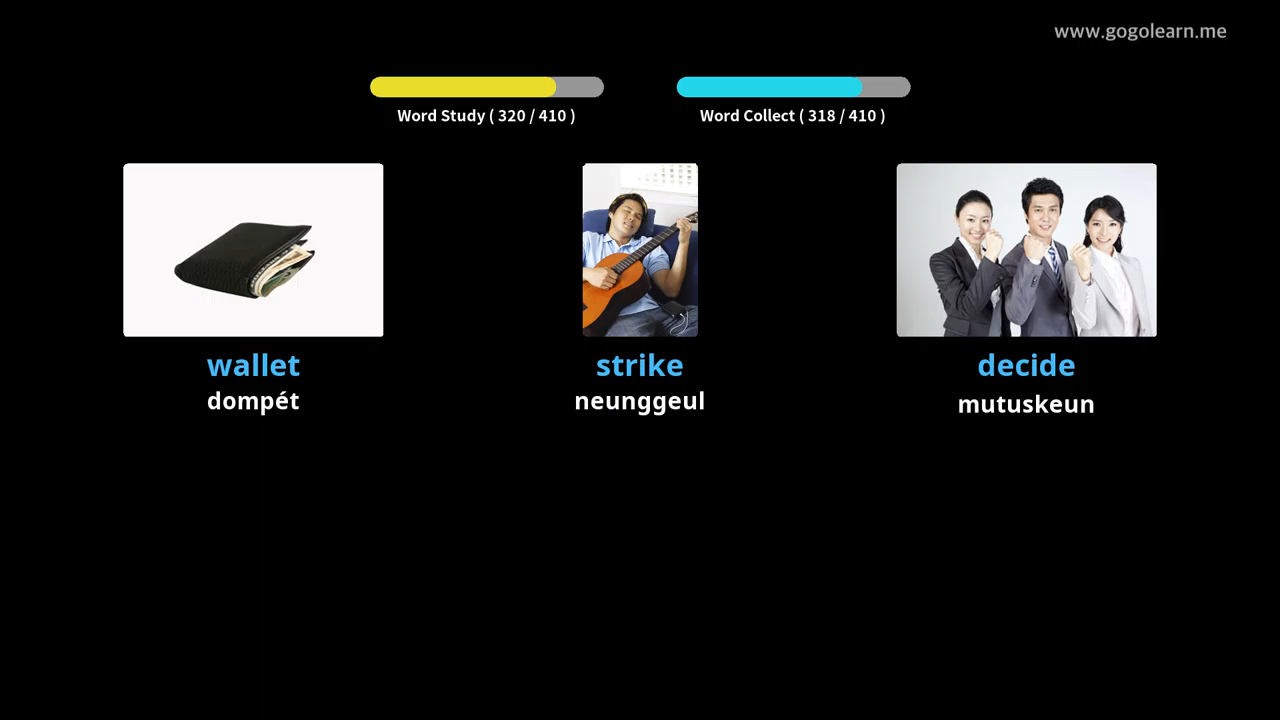 www.gogolearn.me
Word Study ( 320 / 410 )
Word Collect ( 318 / 410 )
wallet
dompét
strike
neunggeul
decide
mutuskeun